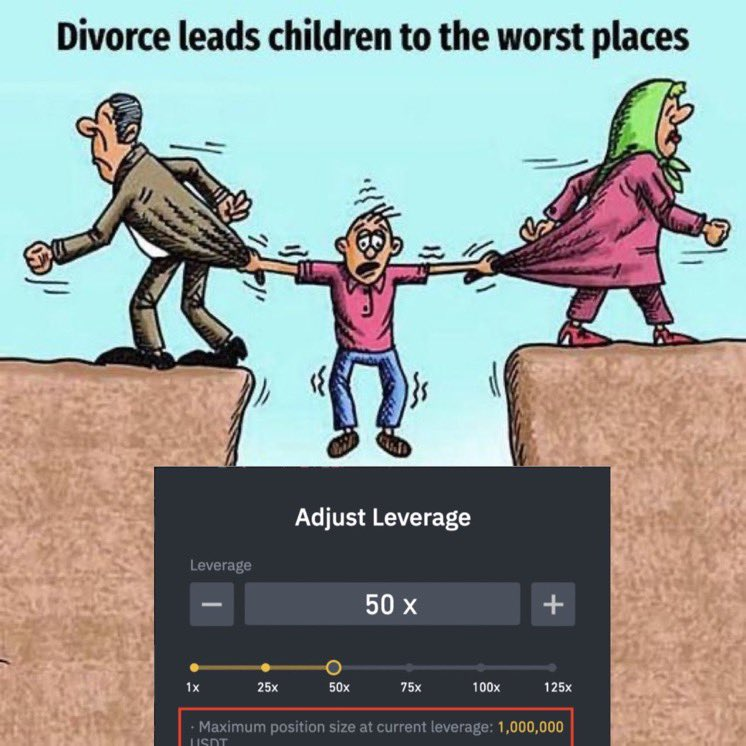 Divorce leads children to the worst places
Adjust Leverage
Leverage
− 50 x +
1x 25x 50x 75x 100x 125x
· Maximum position size at current leverage: 1,000,000
USDT